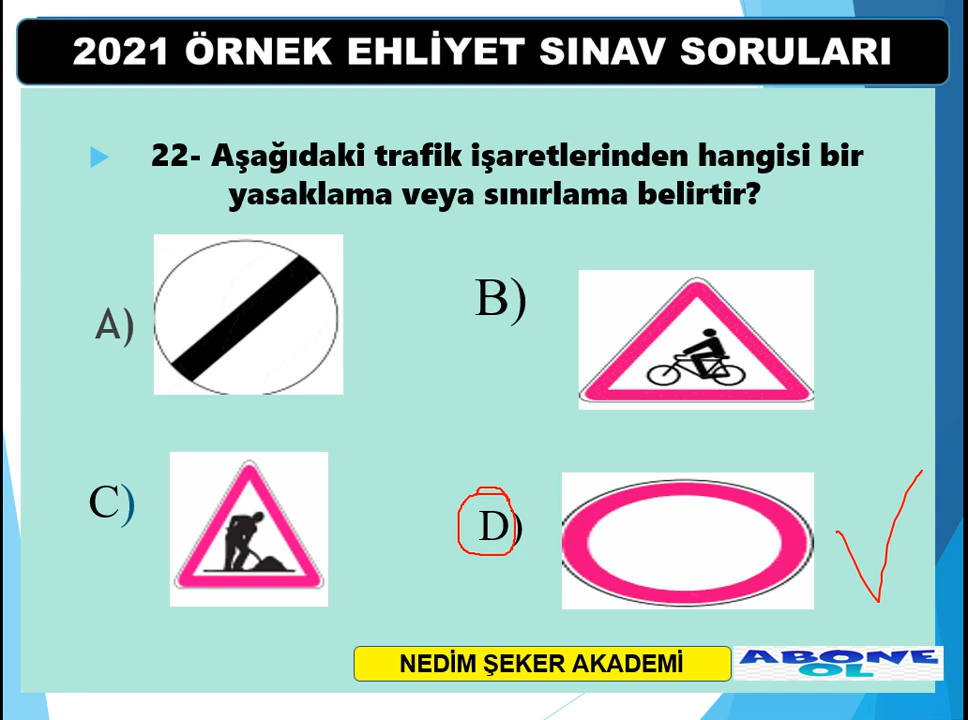 2021 ÖRNEK EHLİYET SINAV SORULARI
22- Aşağıdaki trafik işaretlerinden hangisi bir
yasaklama veya sınırlama belirtir?
A)
B)
C)
D)
NEDİM ŞEKER AKADEMİ
ABONE
OL